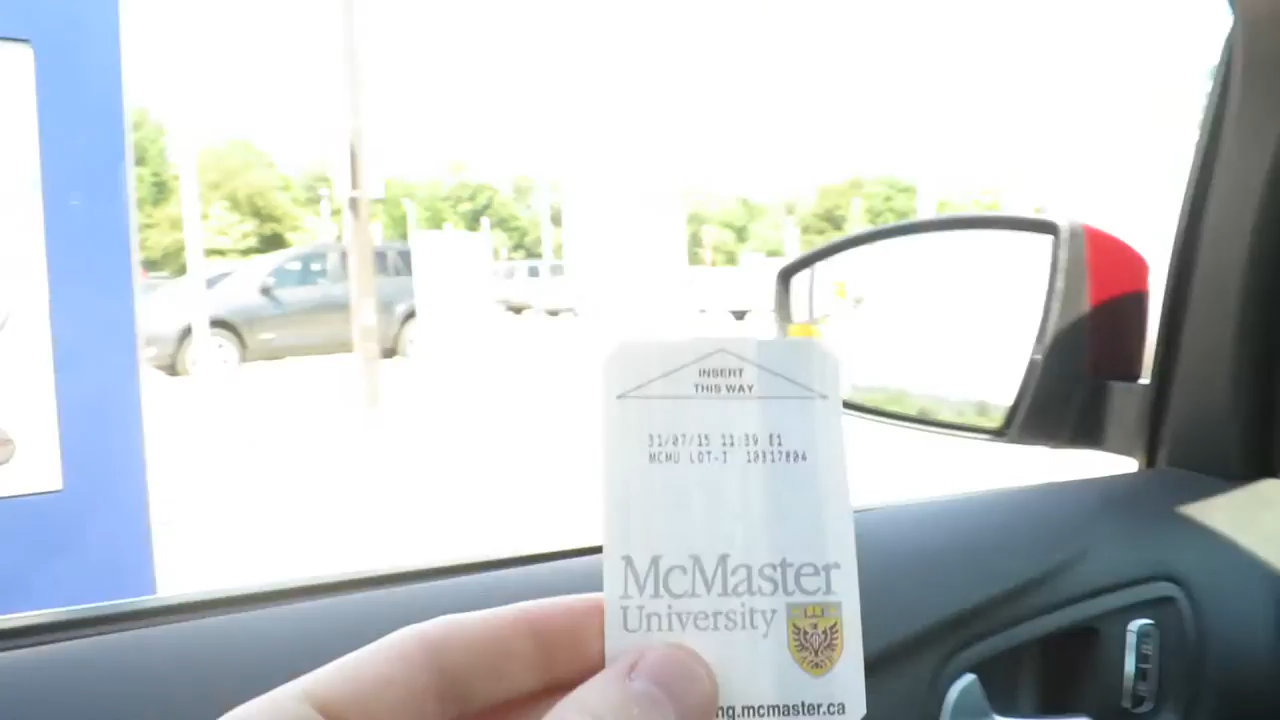 INSERT
THIS WAY
31/07/15 11:39 E1
MCMU LOT-I 10317804
McMaster
University
ng.mcmaster.ca